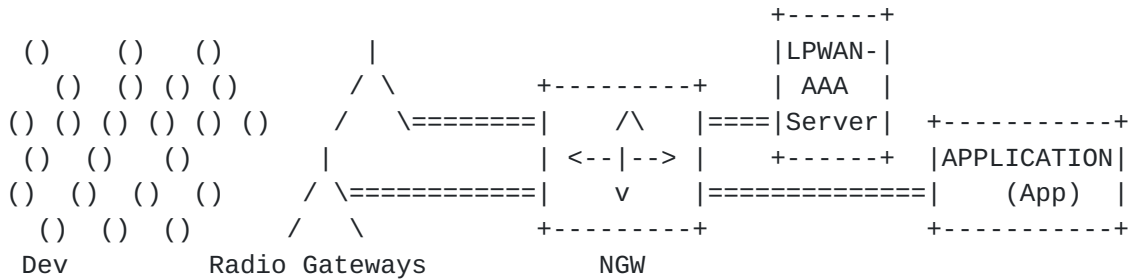 +------+
 ()    ()   ()          |                            |LPWAN-|
   ()  () () ()        / \           +---------+     | AAA  |
() () () () () ()     /   \========|    /\     |====|Server|  +-----------+
 ()  ()    ()        |             | <--|--> |     +------+  |APPLICATION|
()  ()  ()  ()      / \============|    v     |==============|   (App)   |
  ()  ()  ()       /   \             +---------+                +-----------+
 Dev         Radio Gateways         NGW